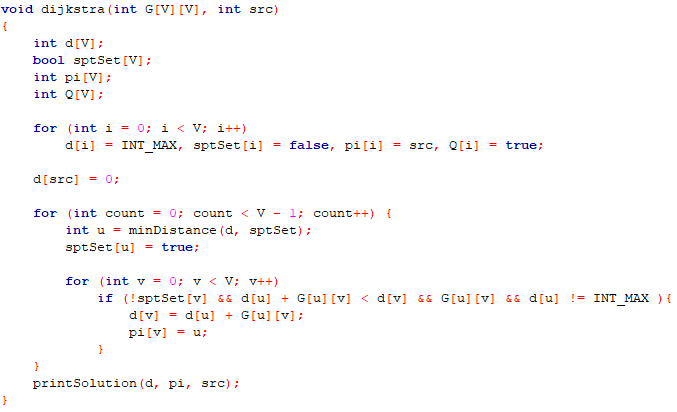 void dijkstra(int G[V][V], int src)
{
    int d[V];
    bool sptSet[V];
    int pi[V];
    int Q[V];

    for (int i = 0; i < V; i++)
        d[i] = INT_MAX, sptSet[i] = false, pi[i] = src, Q[i] = true;

    d[src] = 0;

    for (int count = 0; count < V - 1; count++) {
        int u = minDistance(d, sptSet);
        sptSet[u] = true;

        for (int v = 0; v < V; v++)
            if (!sptSet[v] && d[u] + G[u][v] < d[v] && G[u][v] && d[u] != INT_MAX ){
                d[v] = d[u] + G[u][v];
                pi[v] = u;
            }
    }
    printSolution(d, pi, src);
}